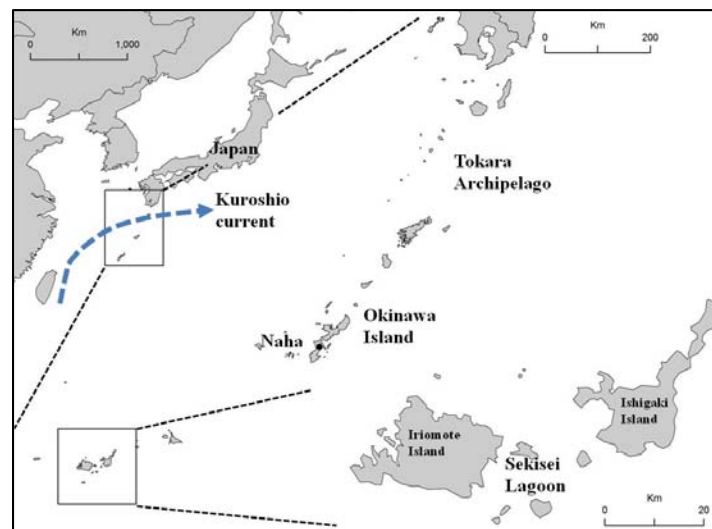 Km
0
1,000
Km
0
200
Japan
Tokara
Archipelago
Kuroshio
current
Okinawa
Island
Naha
Ishigaki
Island
Iriomote
Island
Sekisei
Lagoon
Km
0
20